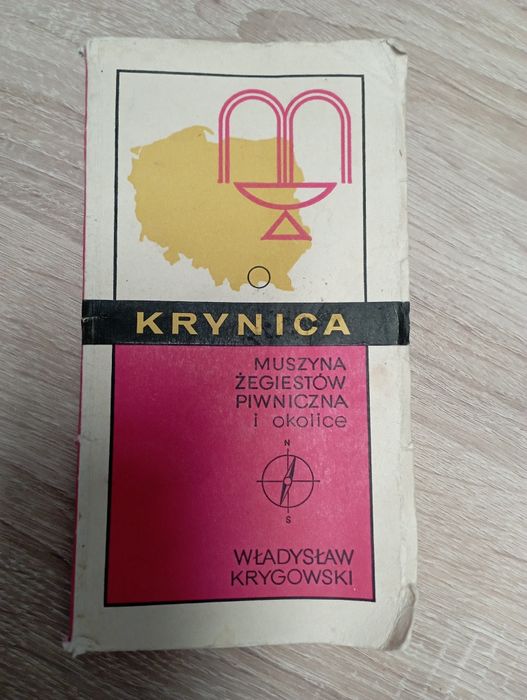 KRYNICA
MUSZYNA
ŻEGIESTÓW
PIWNICZNA
i okolice
N
S
WŁADYSŁAW
KRYGOWSKI